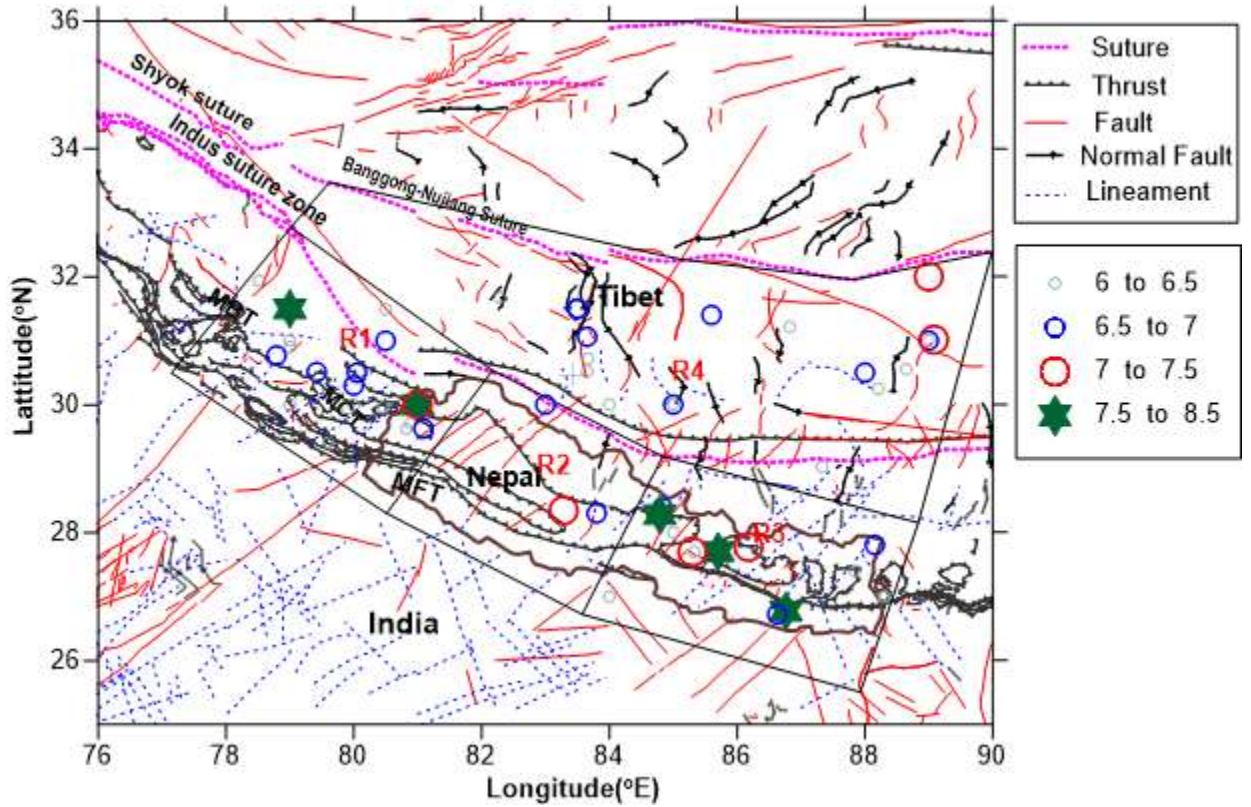 36
34
32
30
28
26
Lattitude(°N)
76
78
80
82
84
86
88
90
Longitude(°E)
Shyok suture
Indus suture zone
Banggong-Nujiang Suture
MBT
Tibet
R1
R4
MCT
Nepal
R2
MFT
R3
India
Suture
Thrust
Fault
Normal Fault
Lineament
6 to 6.5
6.5 to 7
7 to 7.5
7.5 to 8.5